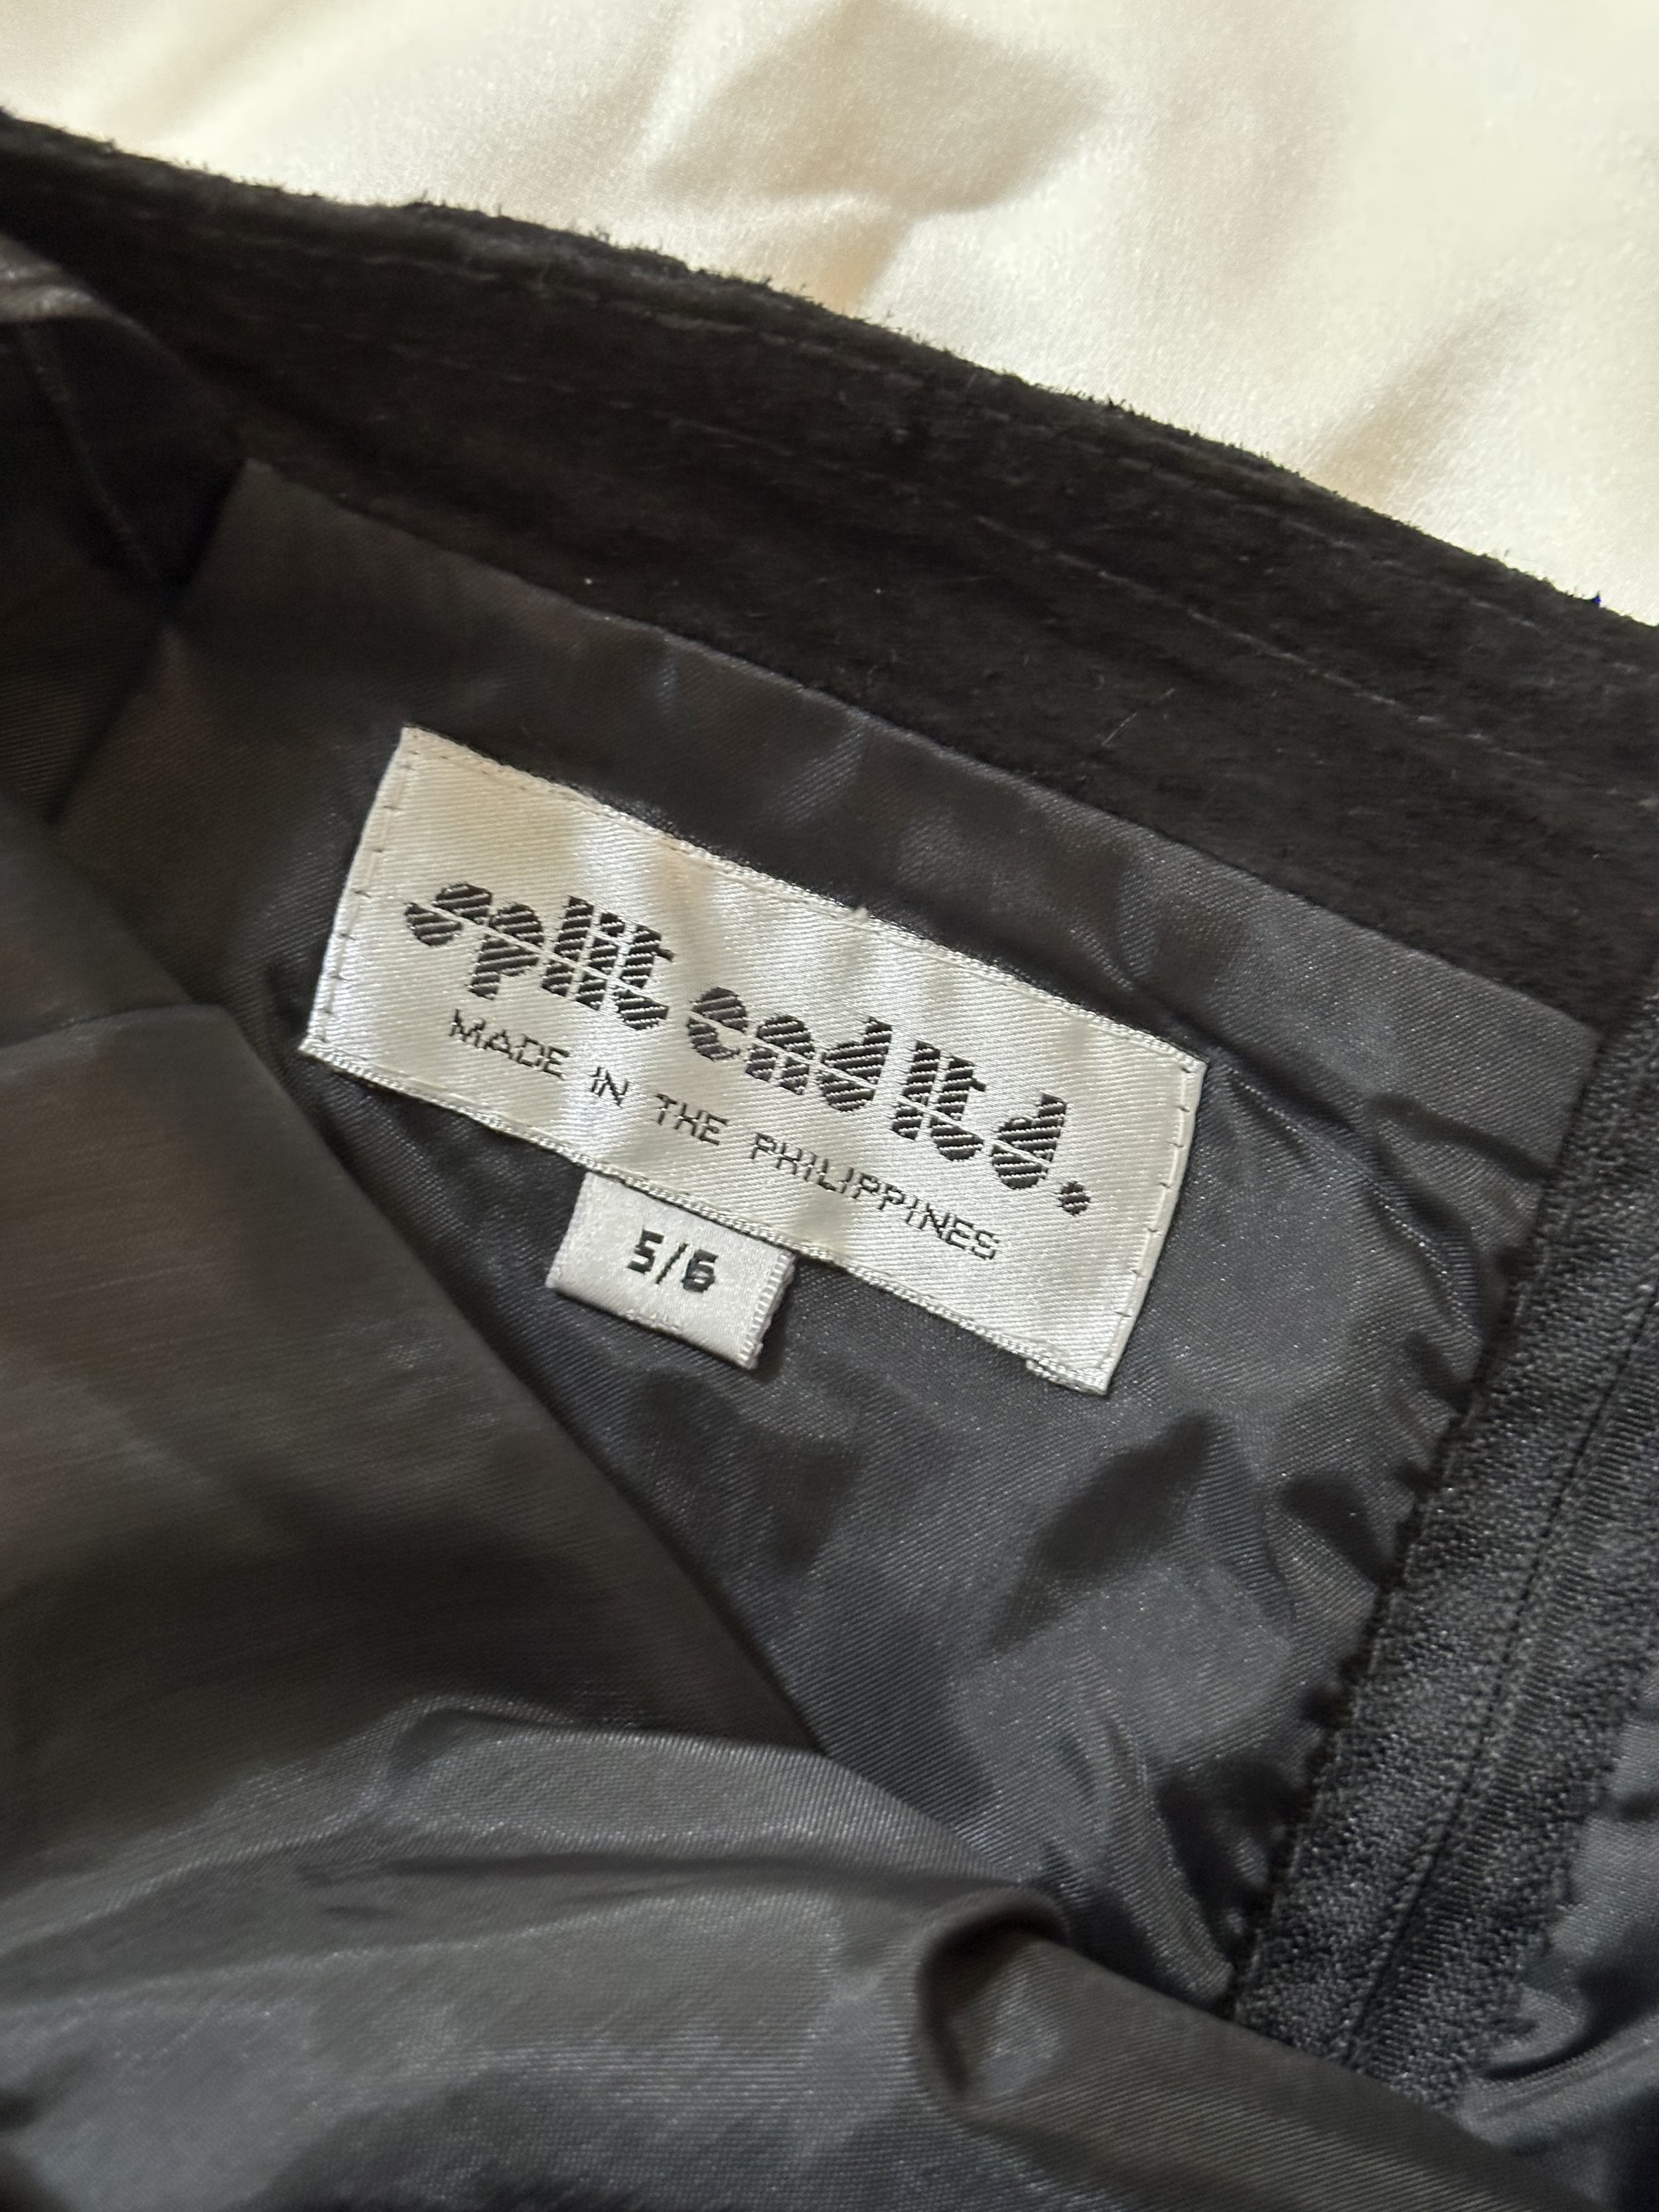 split end ltd.
MADE IN THE PHILIPPINES
5/6